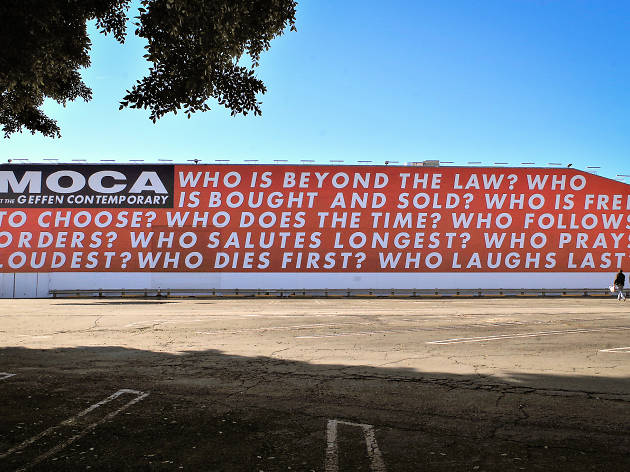 MOCA
AT THE GEFFEN CONTEMPORARY
WHO IS BEYOND THE LAW? WHO
IS BOUGHT AND SOLD? WHO IS FREE
TO CHOOSE? WHO DOES THE TIME? WHO FOLLOWS
ORDERS? WHO SALUTES LONGEST? WHO PRAYS
LOUDEST? WHO DIES FIRST? WHO LAUGHS LAST?